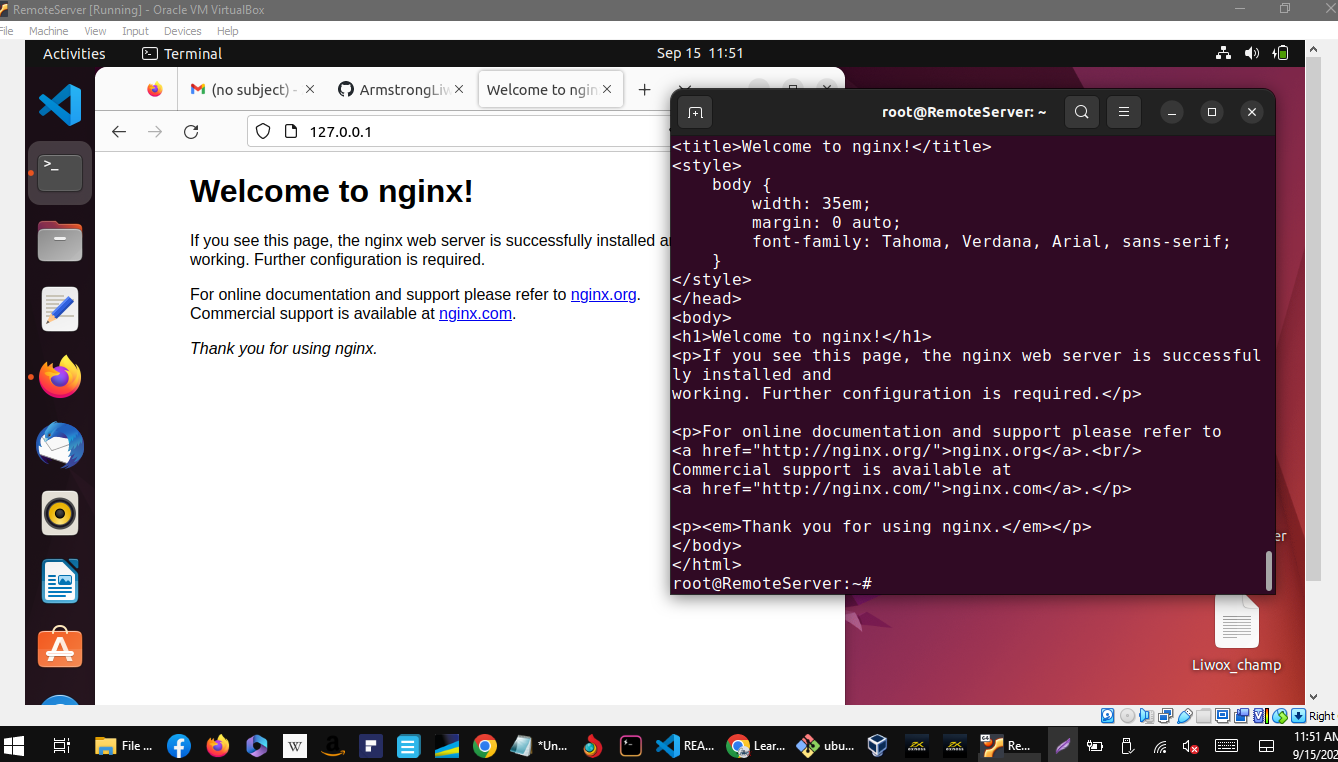 RemoteServer [Running] - Oracle VM VirtualBox
File Machine View Input Devices Help
Activities Terminal Sep 15 11:51
(no subject) - ArmstrongLiw Welcome to ngin
127.0.0.1
Welcome to nginx!
If you see this page, the nginx web server is successfully installed an
working. Further configuration is required.
For online documentation and support please refer to nginx.org.
Commercial support is available at nginx.com.
Thank you for using nginx.
root@RemoteServer: ~
<title>Welcome to nginx!</title>
<style>
    body {
        width: 35em;
        margin: 0 auto;
        font-family: Tahoma, Verdana, Arial, sans-serif;
    }
</style>
</head>
<body>
<h1>Welcome to nginx!</h1>
<p>If you see this page, the nginx web server is successful
ly installed and
working. Further configuration is required.</p>
<p>For online documentation and support please refer to
<a href="http://nginx.org/">nginx.org</a>.<br/>
Commercial support is available at
<a href="http://nginx.com/">nginx.com</a>.</p>
<p><em>Thank you for using nginx.</em></p>
</body>
</html>
root@RemoteServer:~#
er
Liwox_champ
Right
File ... *Un... REA... Lear... ubu... Re...
11:51 AM
9/15/202